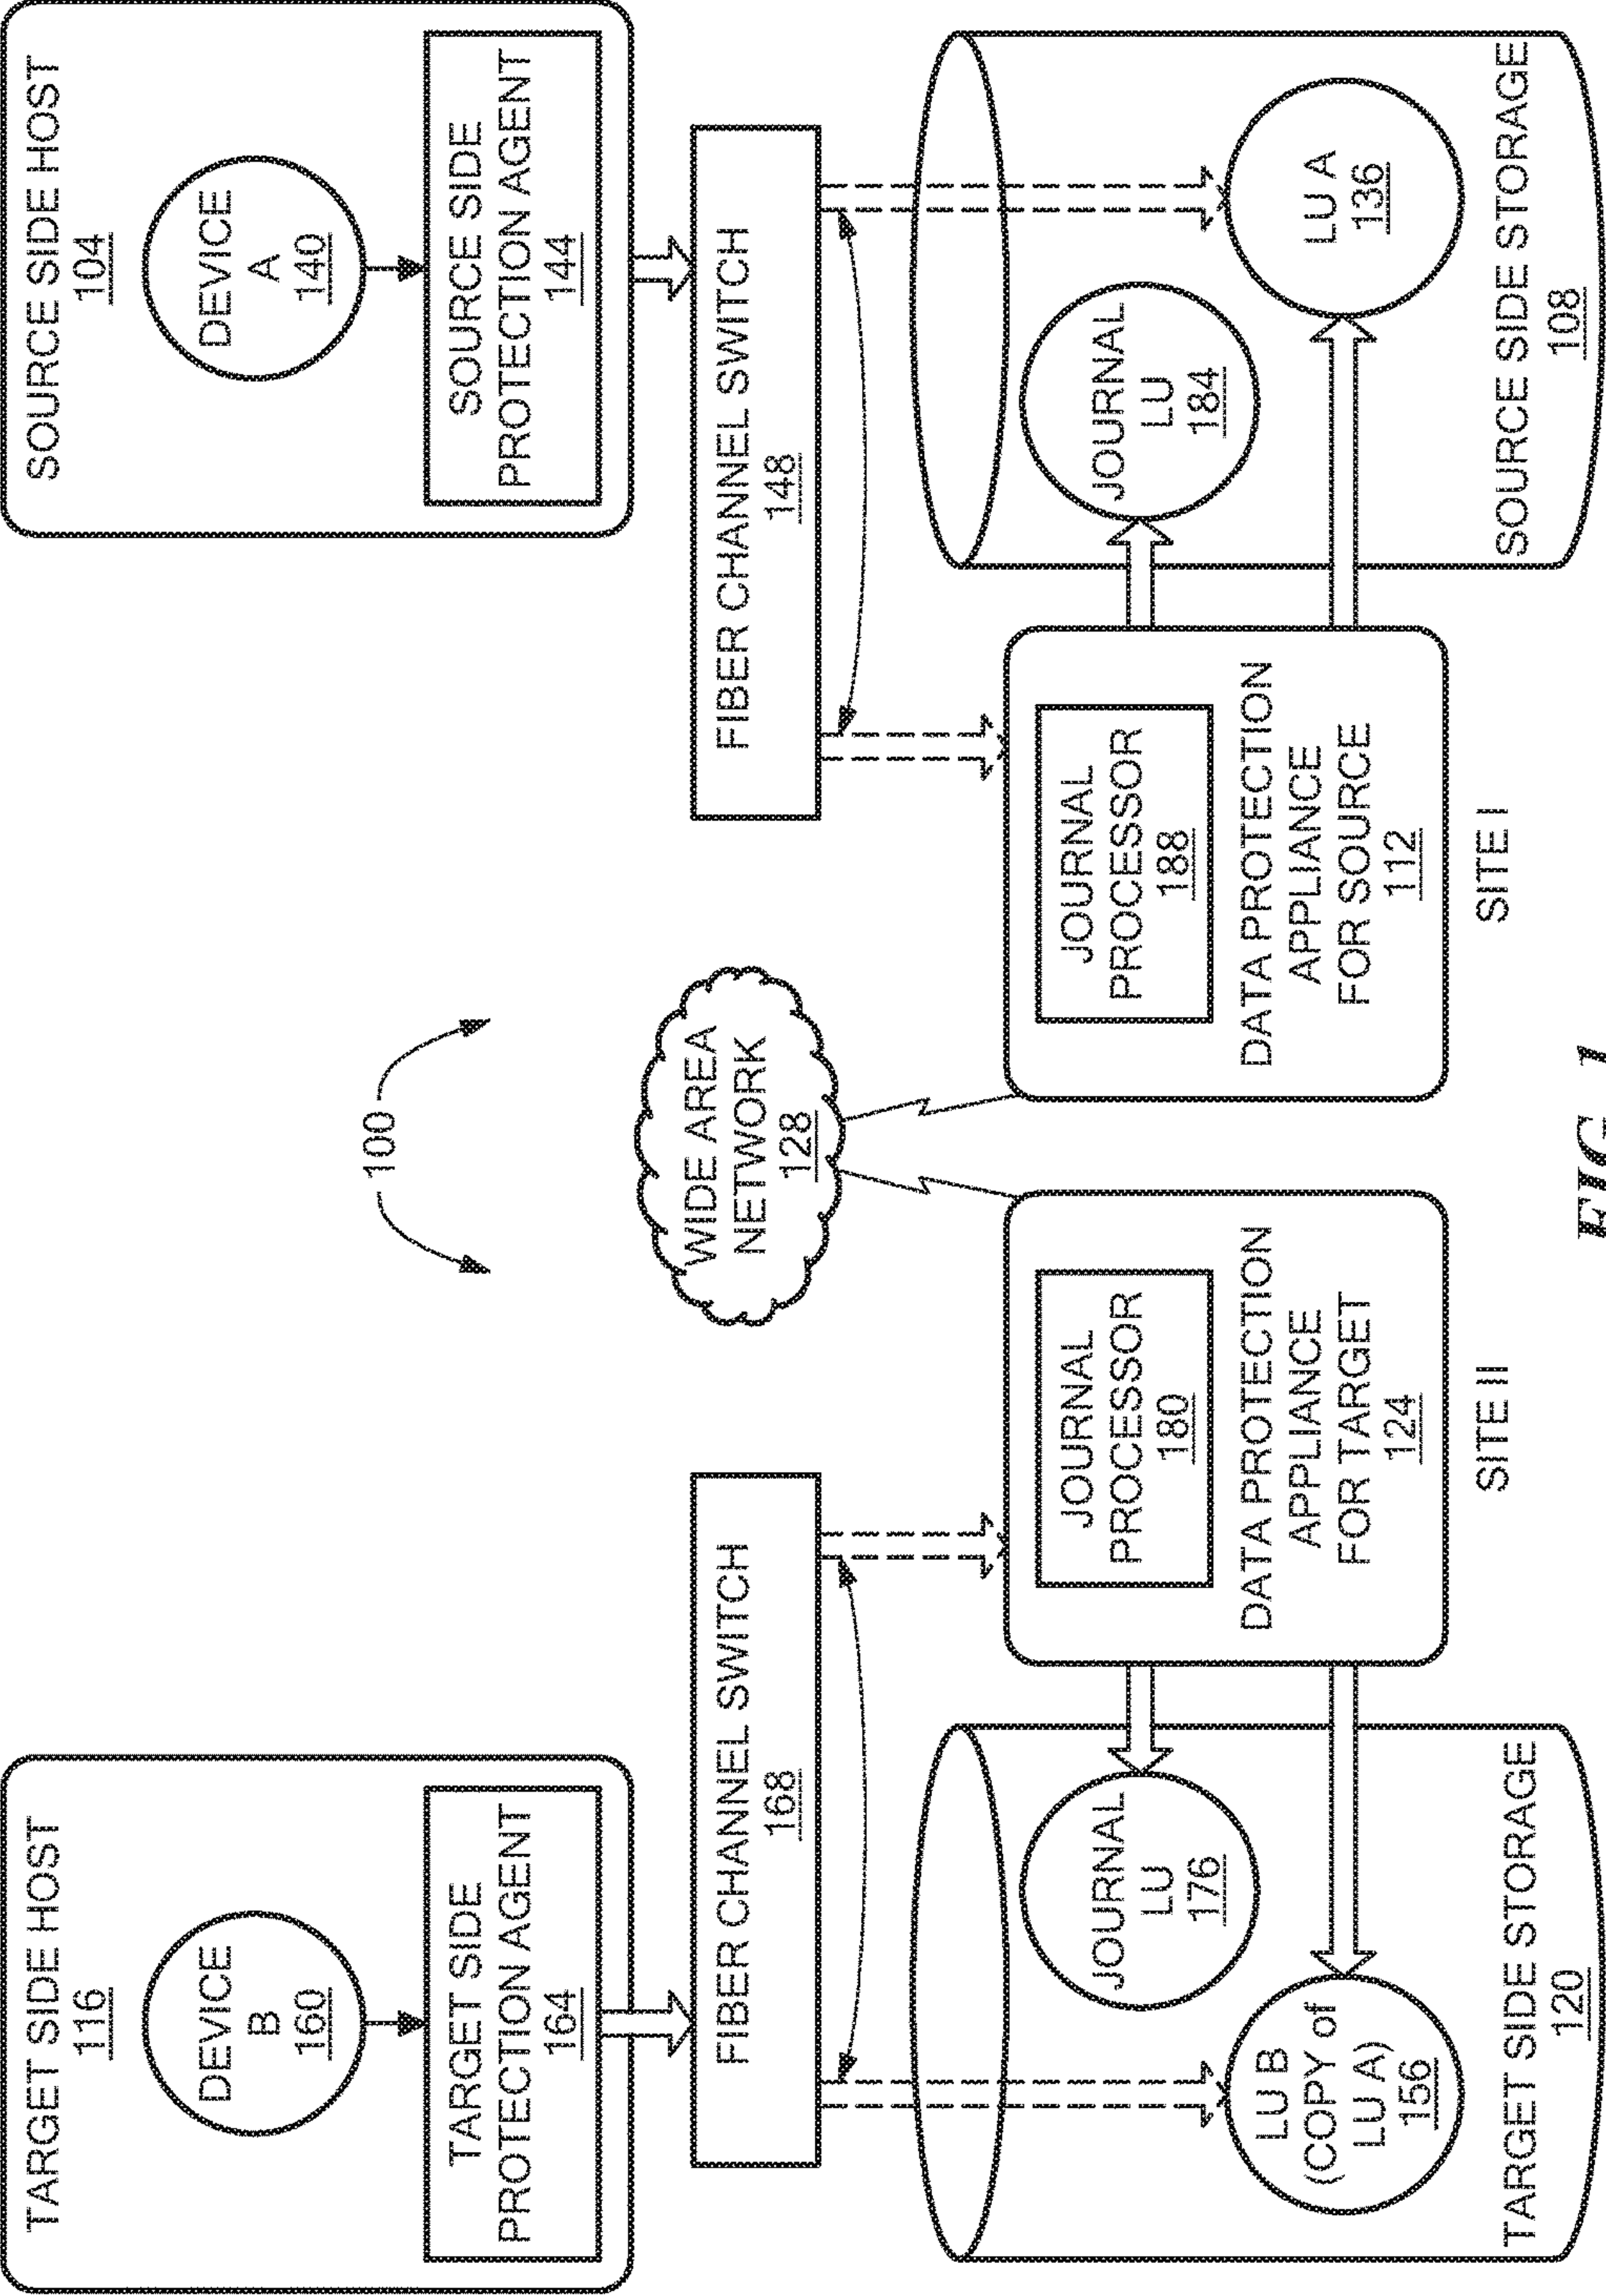 TARGET SIDE HOST
116
DEVICE
B
160
TARGET SIDE
PROTECTION AGENT
164
SOURCE SIDE HOST
104
DEVICE
A
140
SOURCE SIDE
PROTECTION AGENT
144
100
FIBER CHANNEL SWITCH
168
WIDE AREA
NETWORK
128
FIBER CHANNEL SWITCH
148
JOURNAL
LU
176
LU B
(COPY of
LU A)
156
TARGET SIDE STORAGE
120
JOURNAL
PROCESSOR
180
DATA PROTECTION
APPLIANCE
FOR TARGET
124
SITE II
JOURNAL
PROCESSOR
188
DATA PROTECTION
APPLIANCE
FOR SOURCE
112
SITE I
JOURNAL
LU
184
LU A
136
SOURCE SIDE STORAGE
108
FIG. 1